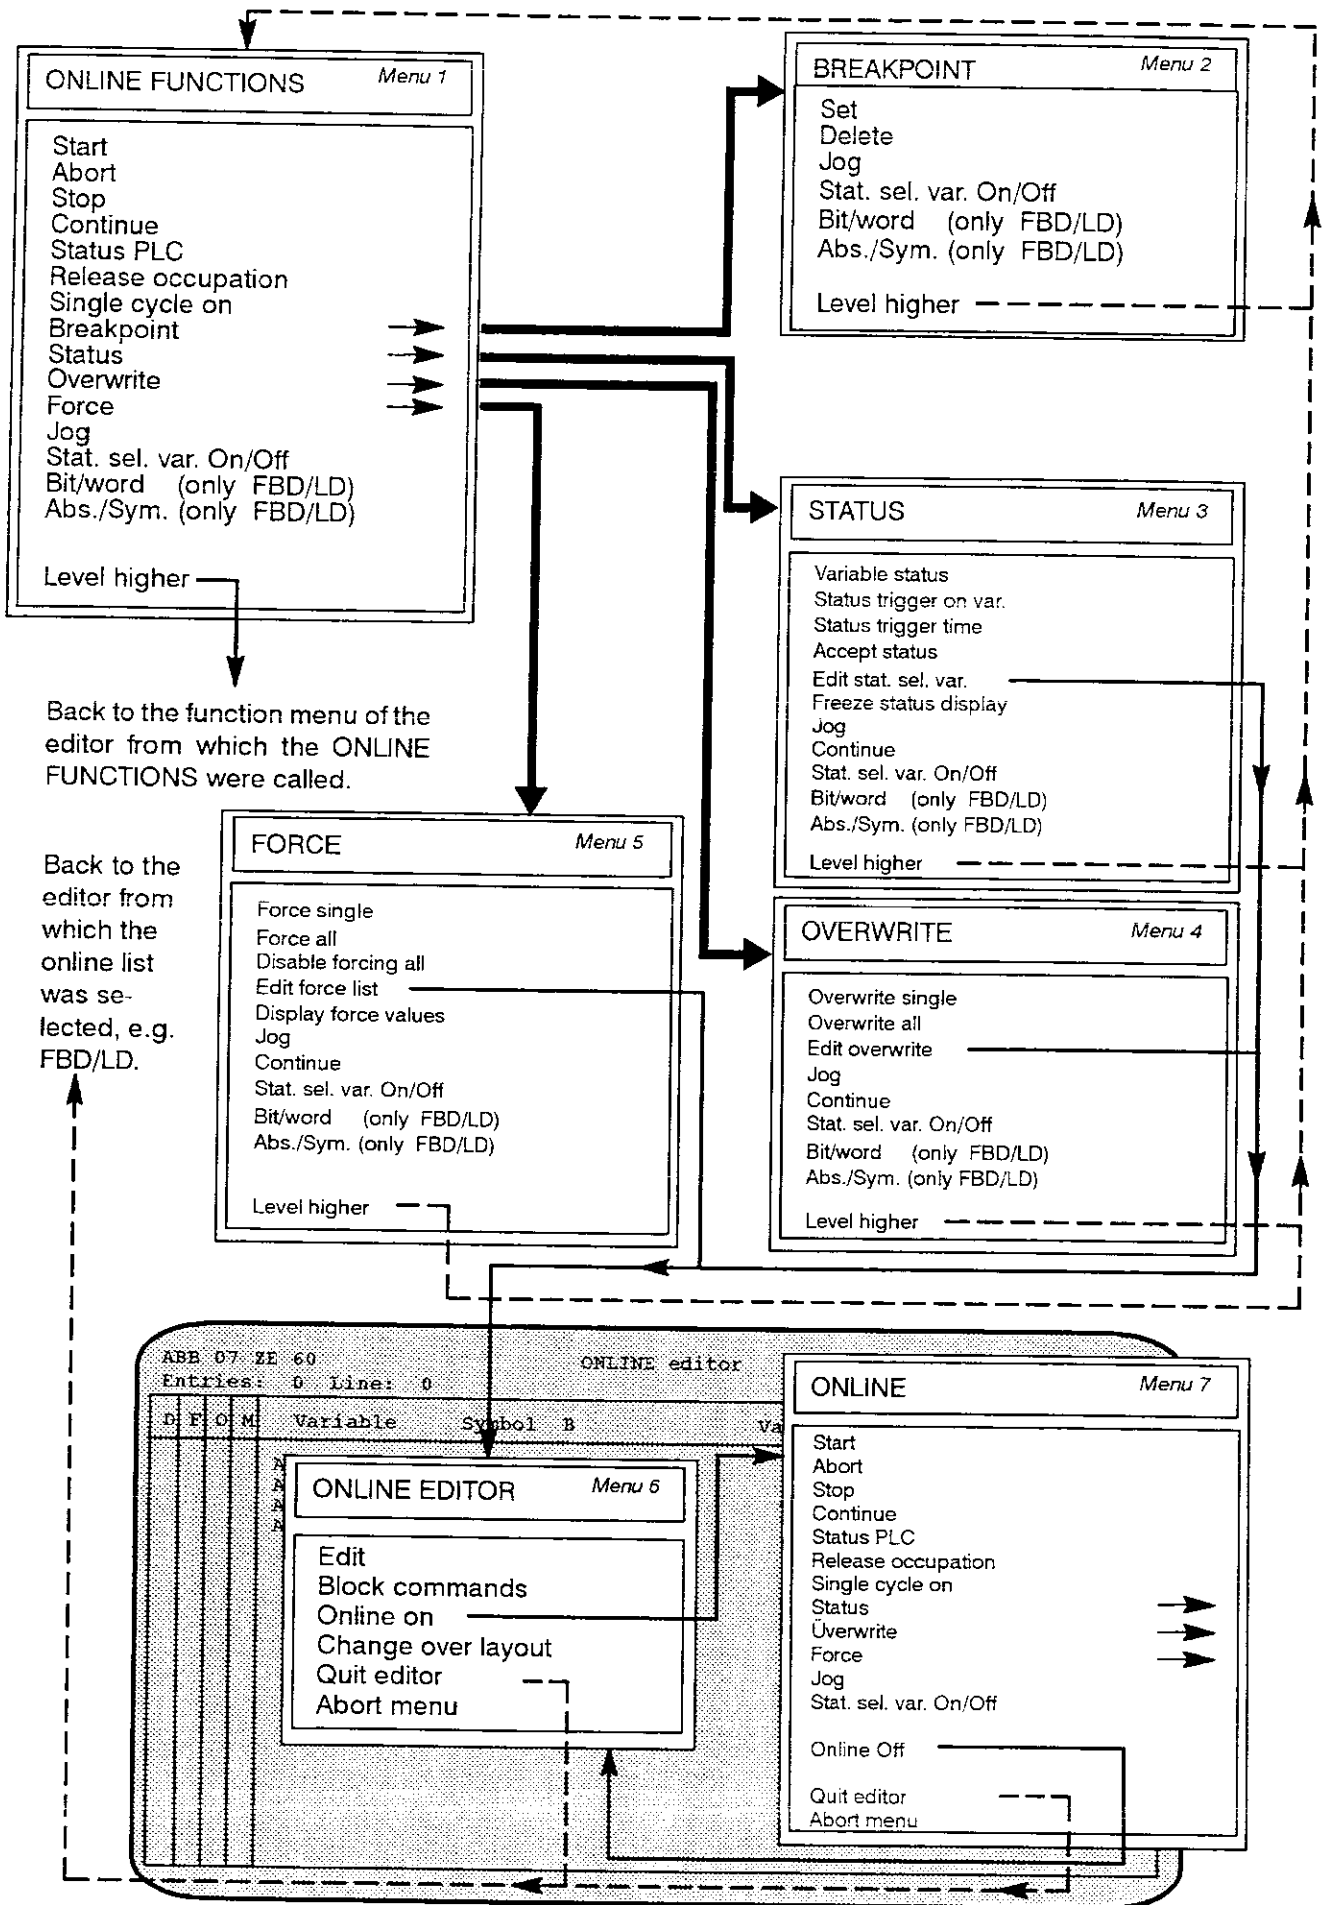 ONLINE FUNCTIONS Menu 1
Start
Abort
Stop
Continue
Status PLC
Release occupation
Single cycle on
Breakpoint
Status
Overwrite
Force
Jog
Stat. sel. var. On/Off
Bit/word (only FBD/LD)
Abs./Sym. (only FBD/LD)
Level higher
Back to the function menu of the
editor from which the ONLINE
FUNCTIONS were called.
BREAKPOINT Menu 2
Set
Delete
Jog
Stat. sel. var. On/Off
Bit/word (only FBD/LD)
Abs./Sym. (only FBD/LD)
Level higher
STATUS Menu 3
Variable status
Status trigger on var.
Status trigger time
Accept status
Edit stat. sel. var.
Freeze status display
Jog
Continue
Stat. sel. var. On/Off
Bit/word (only FBD/LD)
Abs./Sym. (only FBD/LD)
Level higher
OVERWRITE Menu 4
Overwrite single
Overwrite all
Edit overwrite
Jog
Continue
Stat. sel. var. On/Off
Bit/word (only FBD/LD)
Abs./Sym. (only FBD/LD)
Level higher
FORCE Menu 5
Force single
Force all
Disable forcing all
Edit force list
Display force values
Jog
Continue
Stat. sel. var. On/Off
Bit/word (only FBD/LD)
Abs./Sym. (only FBD/LD)
Level higher
Back to the
editor from
which the
online list
was se-
lected, e.g.
FBD/LD.
ABB 07 ZE 60 ONLINE editor
Entries: 0 Line: 0
D F O M Variable Symbol B Va
A
A
A
A
ONLINE EDITOR Menu 6
Edit
Block commands
Online on
Change over layout
Quit editor
Abort menu
ONLINE Menu 7
Start
Abort
Stop
Continue
Status PLC
Release occupation
Single cycle on
Status
Üverwrite
Force
Jog
Stat. sel. var. On/Off
Online Off
Quit editor
Abort menu